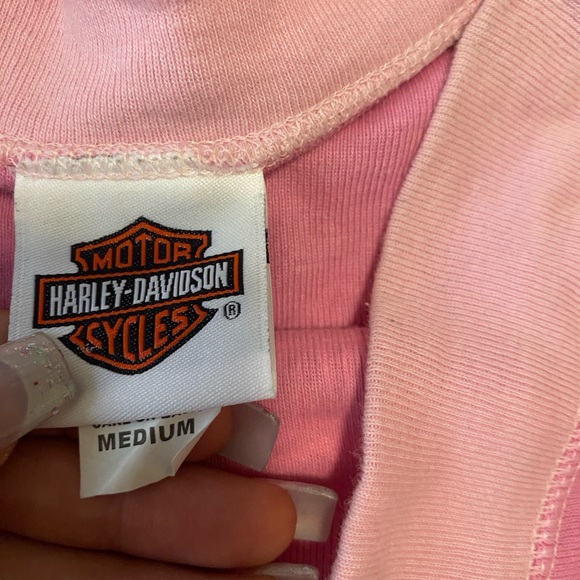 MOTOR
HARLEY-DAVIDSON
CYCLES
®
MEDIUM